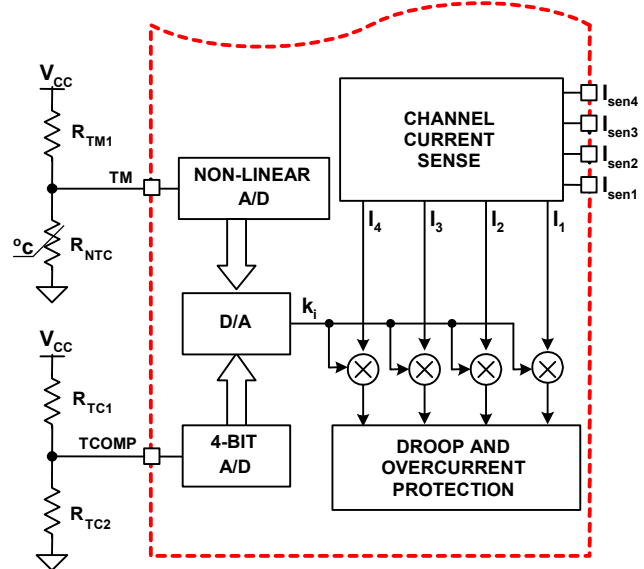 V_CC
R_TM1
TM
R_NTC
°C
V_CC
R_TC1
TCOMP
R_TC2
NON-LINEAR
A/D
D/A
k_i
4-BIT
A/D
CHANNEL
CURRENT
SENSE
I_sen4
I_sen3
I_sen2
I_sen1
I_4
I_3
I_2
I_1
DROOP AND
OVERCURRENT
PROTECTION